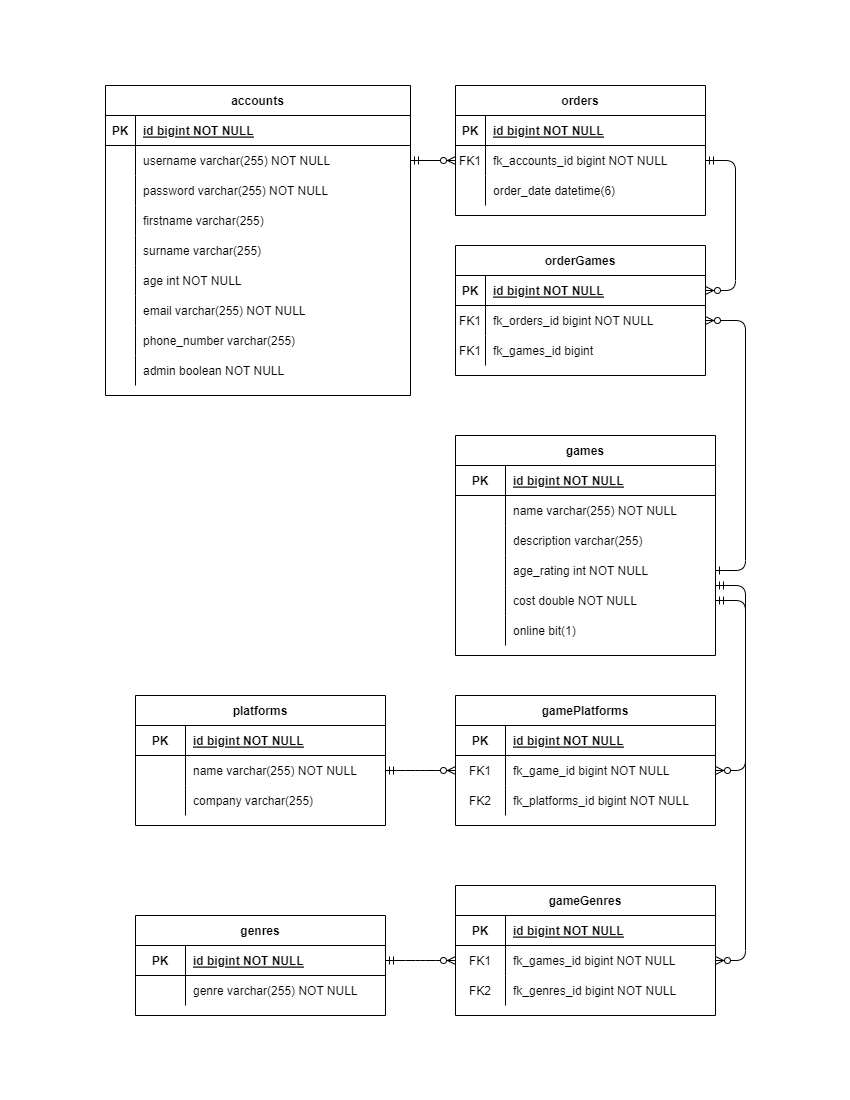 accounts
PK id bigint NOT NULL
username varchar(255) NOT NULL
password varchar(255) NOT NULL
firstname varchar(255)
surname varchar(255)
age int NOT NULL
email varchar(255) NOT NULL
phone_number varchar(255)
admin boolean NOT NULL
orders
PK id bigint NOT NULL
FK1 fk_accounts_id bigint NOT NULL
order_date datetime(6)
orderGames
PK id bigint NOT NULL
FK1 fk_orders_id bigint NOT NULL
FK1 fk_games_id bigint
games
PK id bigint NOT NULL
name varchar(255) NOT NULL
description varchar(255)
age_rating int NOT NULL
cost double NOT NULL
online bit(1)
platforms
PK id bigint NOT NULL
name varchar(255) NOT NULL
company varchar(255)
gamePlatforms
PK id bigint NOT NULL
FK1 fk_game_id bigint NOT NULL
FK2 fk_platforms_id bigint NOT NULL
genres
PK id bigint NOT NULL
genre varchar(255) NOT NULL
gameGenres
PK id bigint NOT NULL
FK1 fk_games_id bigint NOT NULL
FK2 fk_genres_id bigint NOT NULL